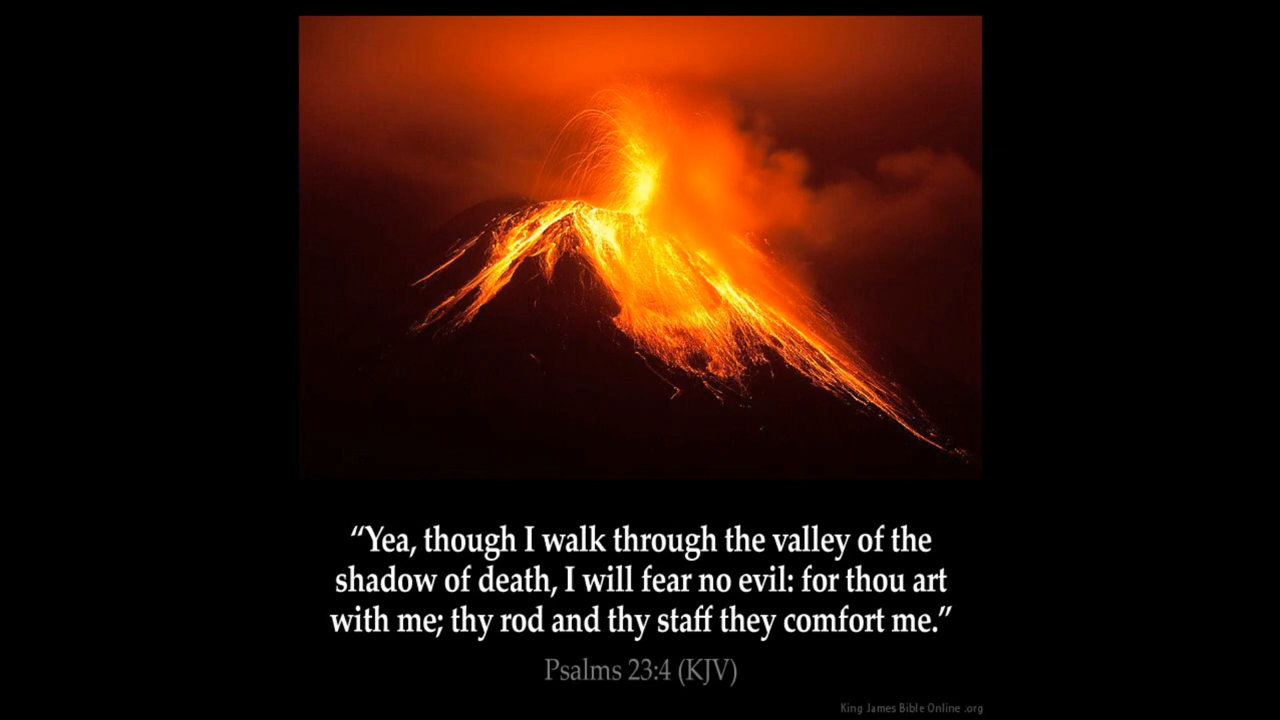 “Yea, though I walk through the valley of the
shadow of death, I will fear no evil: for thou art
with me; thy rod and thy staff they comfort me.”
Psalms 23:4 (KJV)
King James Bible Online .org